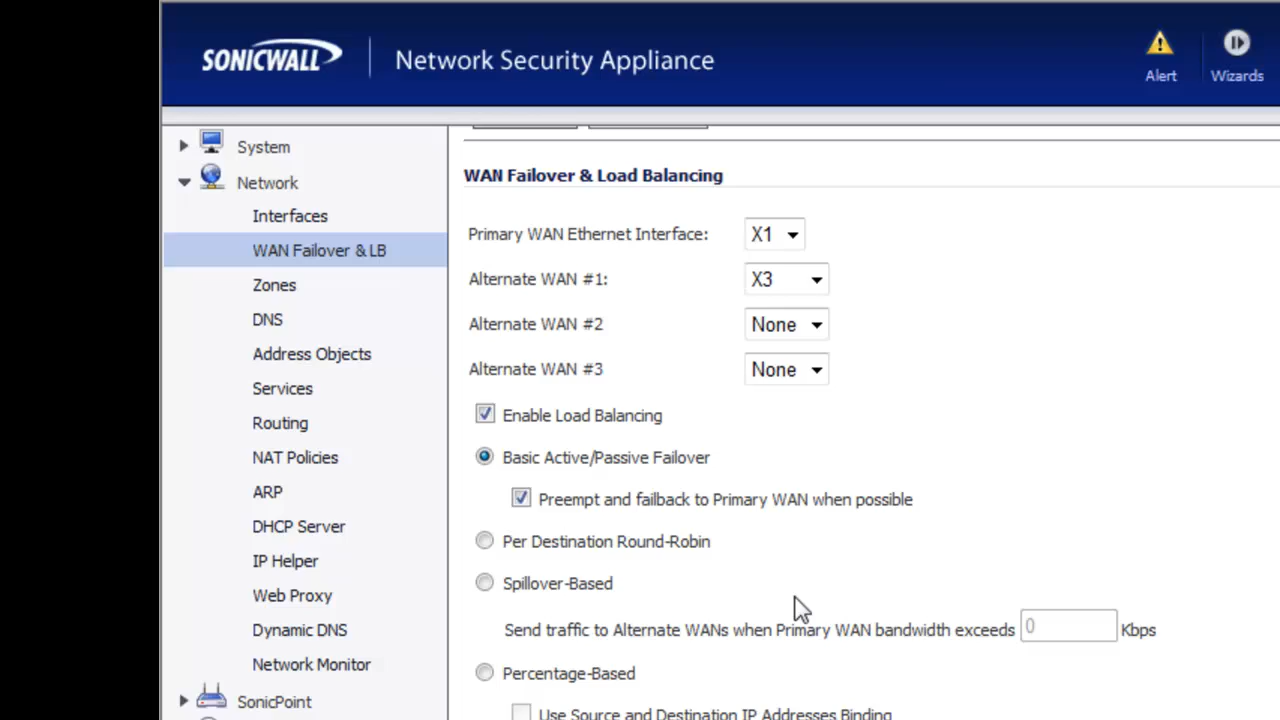 SONICWALL
Network Security Appliance
Alert
Wizards
System
Network
Interfaces
WAN Failover & LB
Zones
DNS
Address Objects
Services
Routing
NAT Policies
ARP
DHCP Server
IP Helper
Web Proxy
Dynamic DNS
Network Monitor
SonicPoint
WAN Failover & Load Balancing
Primary WAN Ethernet Interface: X1
Alternate WAN #1: X3
Alternate WAN #2 None
Alternate WAN #3 None
Enable Load Balancing
Basic Active/Passive Failover
Preempt and failback to Primary WAN when possible
Per Destination Round-Robin
Spillover-Based
Send traffic to Alternate WANs when Primary WAN bandwidth exceeds 0 Kbps
Percentage-Based
Use Source and Destination IP Addresses Binding